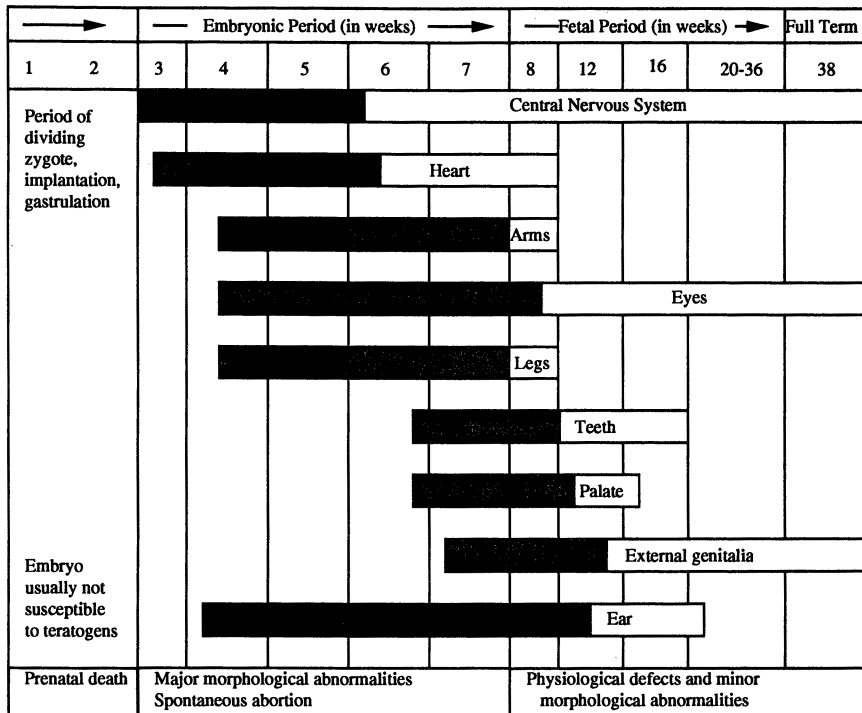 Embryonic Period (in weeks)
Fetal Period (in weeks)
Full Term
1 2 3 4 5 6 7 8 12 16 20-36 38
Period of
dividing
zygote,
implantation,
gastrulation
Central Nervous System
Heart
Arms
Eyes
Legs
Teeth
Palate
External genitalia
Ear
Embryo
usually not
susceptible
to teratogens
Prenatal death
Major morphological abnormalities
Spontaneous abortion
Physiological defects and minor
morphological abnormalities